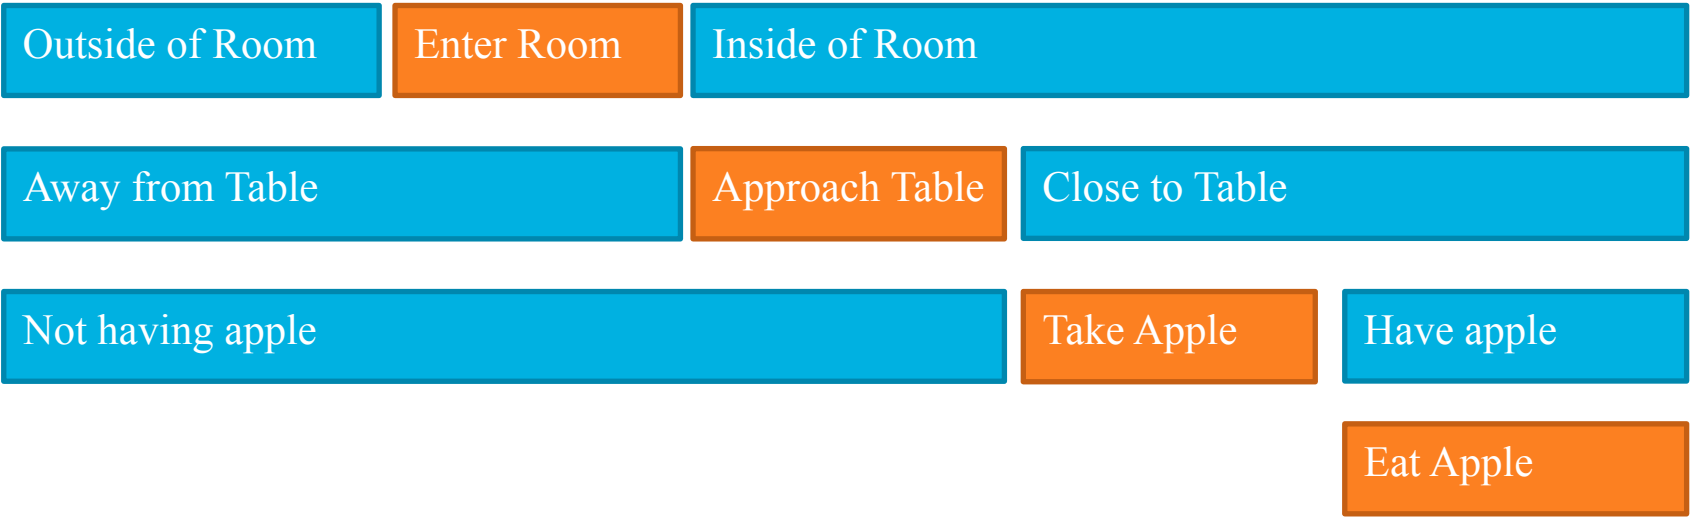 Outside of Room
Enter Room
Inside of Room
Away from Table
Approach Table
Close to Table
Not having apple
Take Apple
Have apple
Eat Apple